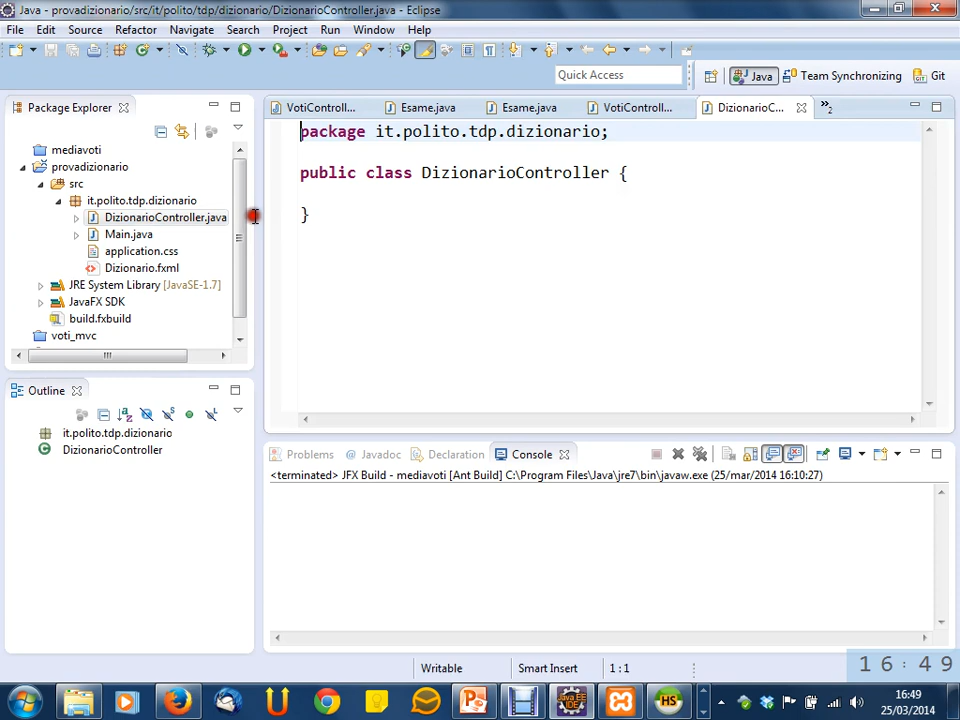 Java - provadizionario/src/it/polito/tdp/dizionario/DizionarioController.java - Eclipse
File Edit Source Refactor Navigate Search Project Run Window Help
Quick Access
Java
Team Synchronizing
Git
Package Explorer
mediavoti
provadizionario
src
it.polito.tdp.dizionario
DizionarioController.java
Main.java
application.css
Dizionario.fxml
JRE System Library [JavaSE-1.7]
JavaFX SDK
build.fxbuild
voti_mvc
VotiControll... Esame.java Esame.java VotiControll... DizionarioC... »2
package it.polito.tdp.dizionario;
public class DizionarioController {
}
Outline
it.polito.tdp.dizionario
DizionarioController
Problems @ Javadoc Declaration Console
<terminated> JFX Build - mediavoti [Ant Build] C:\Program Files\Java\jre7\bin\javaw.exe (25/mar/2014 16:10:27)
Writable Smart Insert 1 : 1
16:49
16:49
25/03/2014